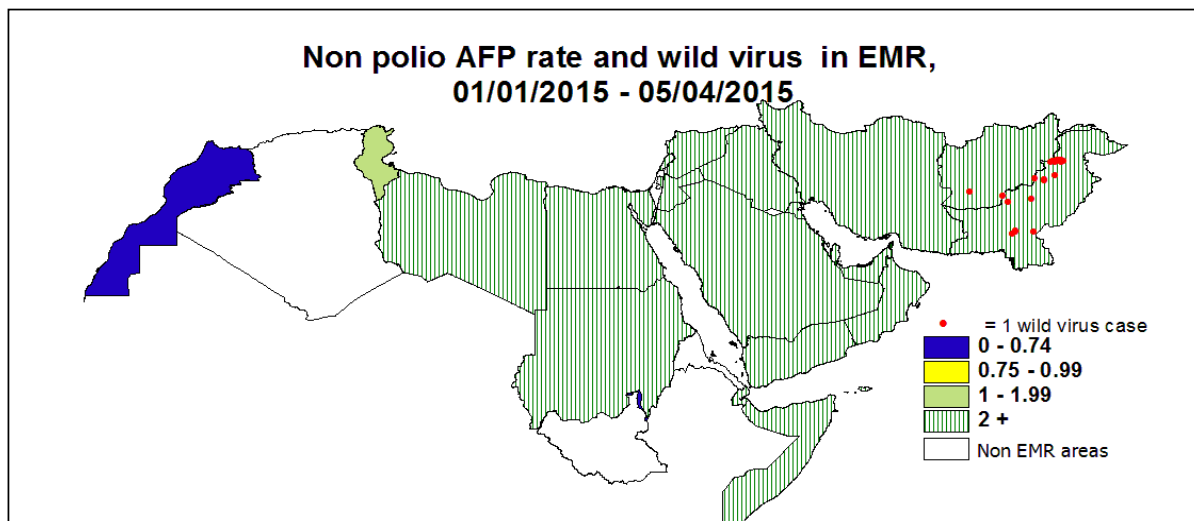 Non polio AFP rate and wild virus in EMR,
01/01/2015 - 05/04/2015
= 1 wild virus case
0 - 0.74
0.75 - 0.99
1 - 1.99
2 +
Non EMR areas